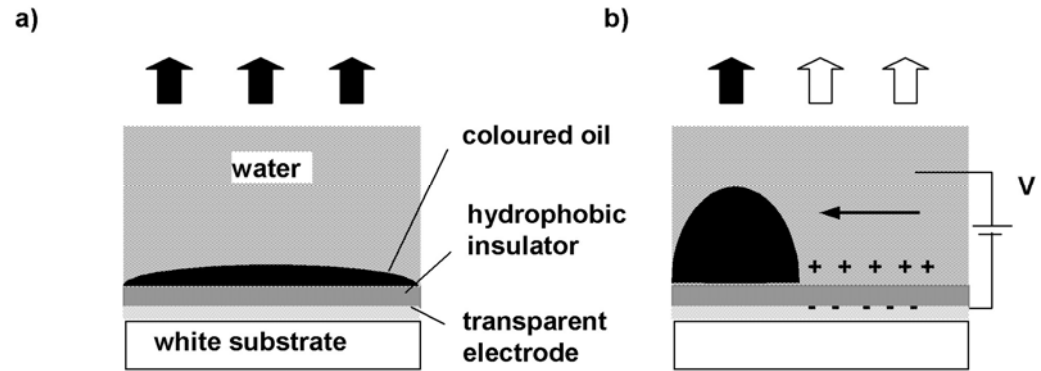 a)
water
coloured oil
hydrophobic
insulator
transparent
electrode
white substrate
b)
V
+ + + + +
- - - - -